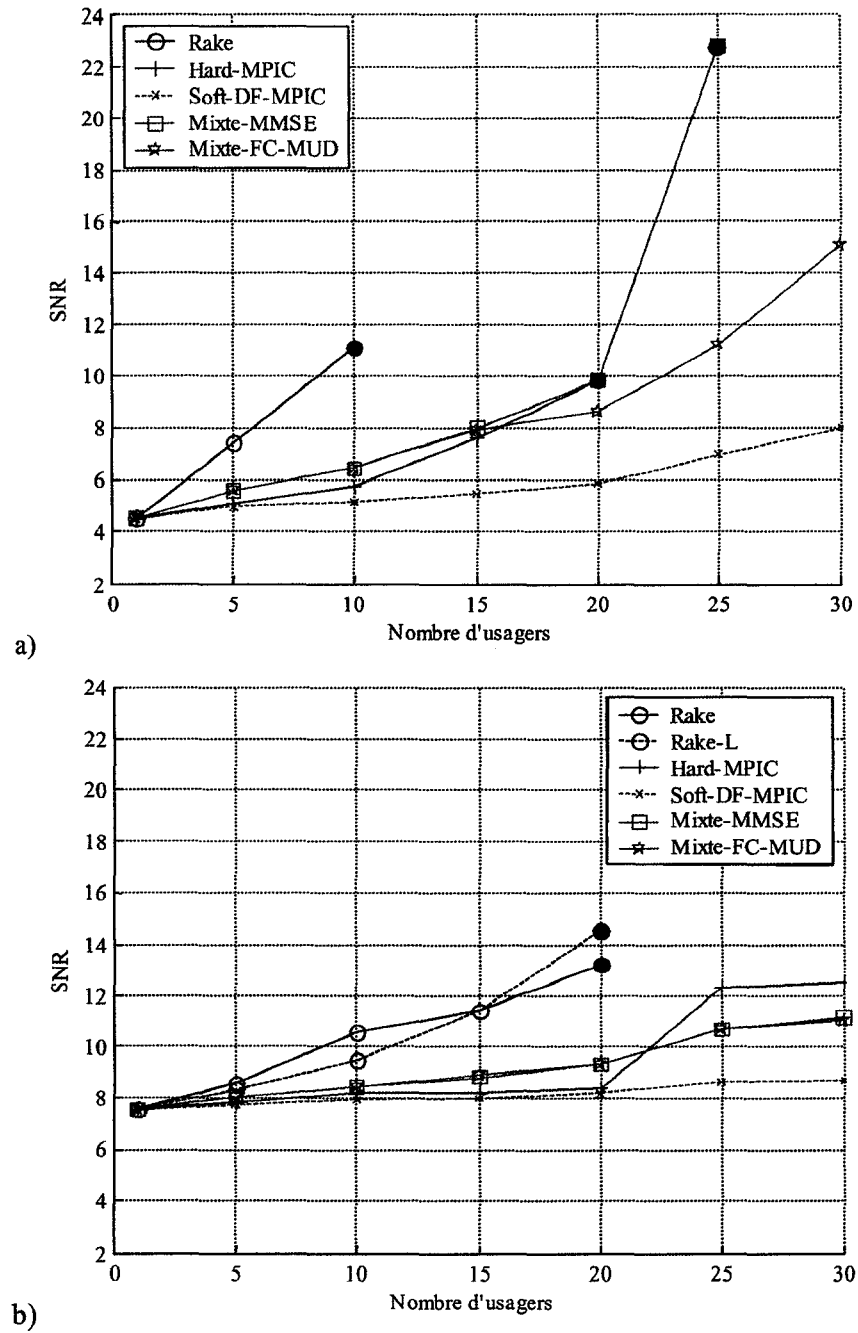 24
22
20
18
16
14
12
10
8
6
4
2
SNR
Rake
Hard-MPIC
Soft-DF-MPIC
Mixte-MMSE
Mixte-FC-MUD
0 5 10 15 20 25 30
Nombre d'usagers
a)
24
22
20
18
16
14
12
10
8
6
4
2
SNR
Rake
Rake-L
Hard-MPIC
Soft-DF-MPIC
Mixte-MMSE
Mixte-FC-MUD
0 5 10 15 20 25 30
Nombre d'usagers
b)